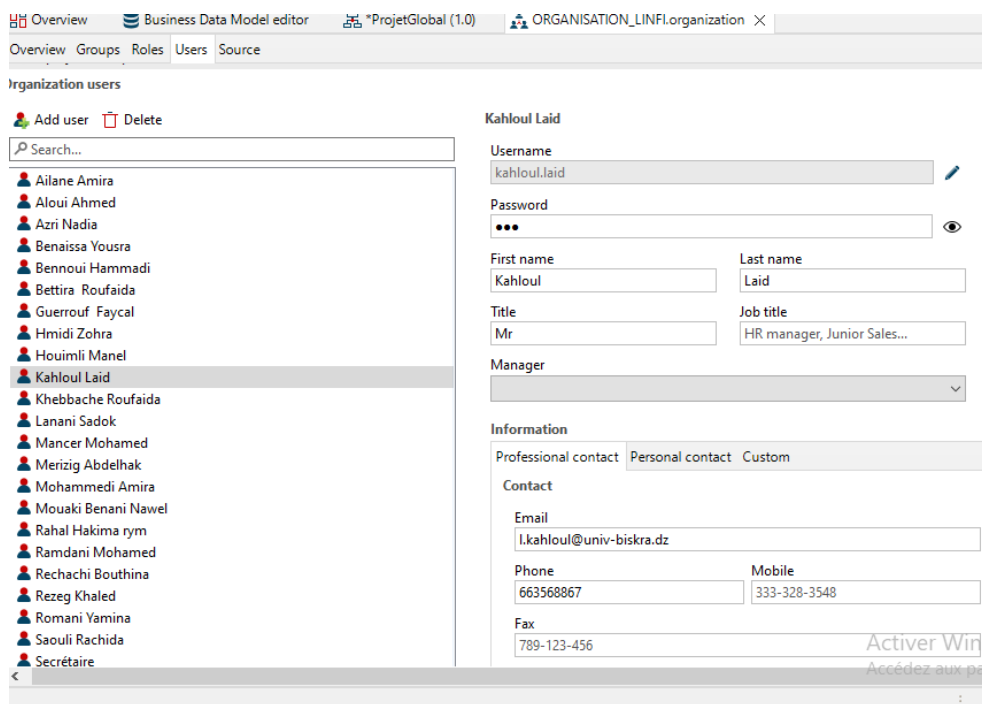 Overview Business Data Model editor *ProjetGlobal (1.0) ORGANISATION_LINFI.organization
Overview Groups Roles Users Source
Organization users
Add user Delete
Search...
Ailane Amira
Aloui Ahmed
Azri Nadia
Benaissa Yousra
Bennoui Hammadi
Bettira Roufaida
Guerrouf Faycal
Hmidi Zohra
Houimli Manel
Kahloul Laid
Khebbache Roufaida
Lanani Sadok
Mancer Mohamed
Merizig Abdelhak
Mohammedi Amira
Mouaki Benani Nawel
Rahal Hakima rym
Ramdani Mohamed
Rechachi Bouthina
Rezeg Khaled
Romani Yamina
Saouli Rachida
Secrétaire
Kahloul Laid
Username
kahloul.laid
Password
•••
First name Last name
Kahloul Laid
Title Job title
Mr HR manager, Junior Sales...
Manager
Information
Professional contact Personal contact Custom
Contact
Email
l.kahloul@univ-biskra.dz
Phone Mobile
663568867 333-328-3548
Fax
789-123-456
Activer Win
Accédez aux pa